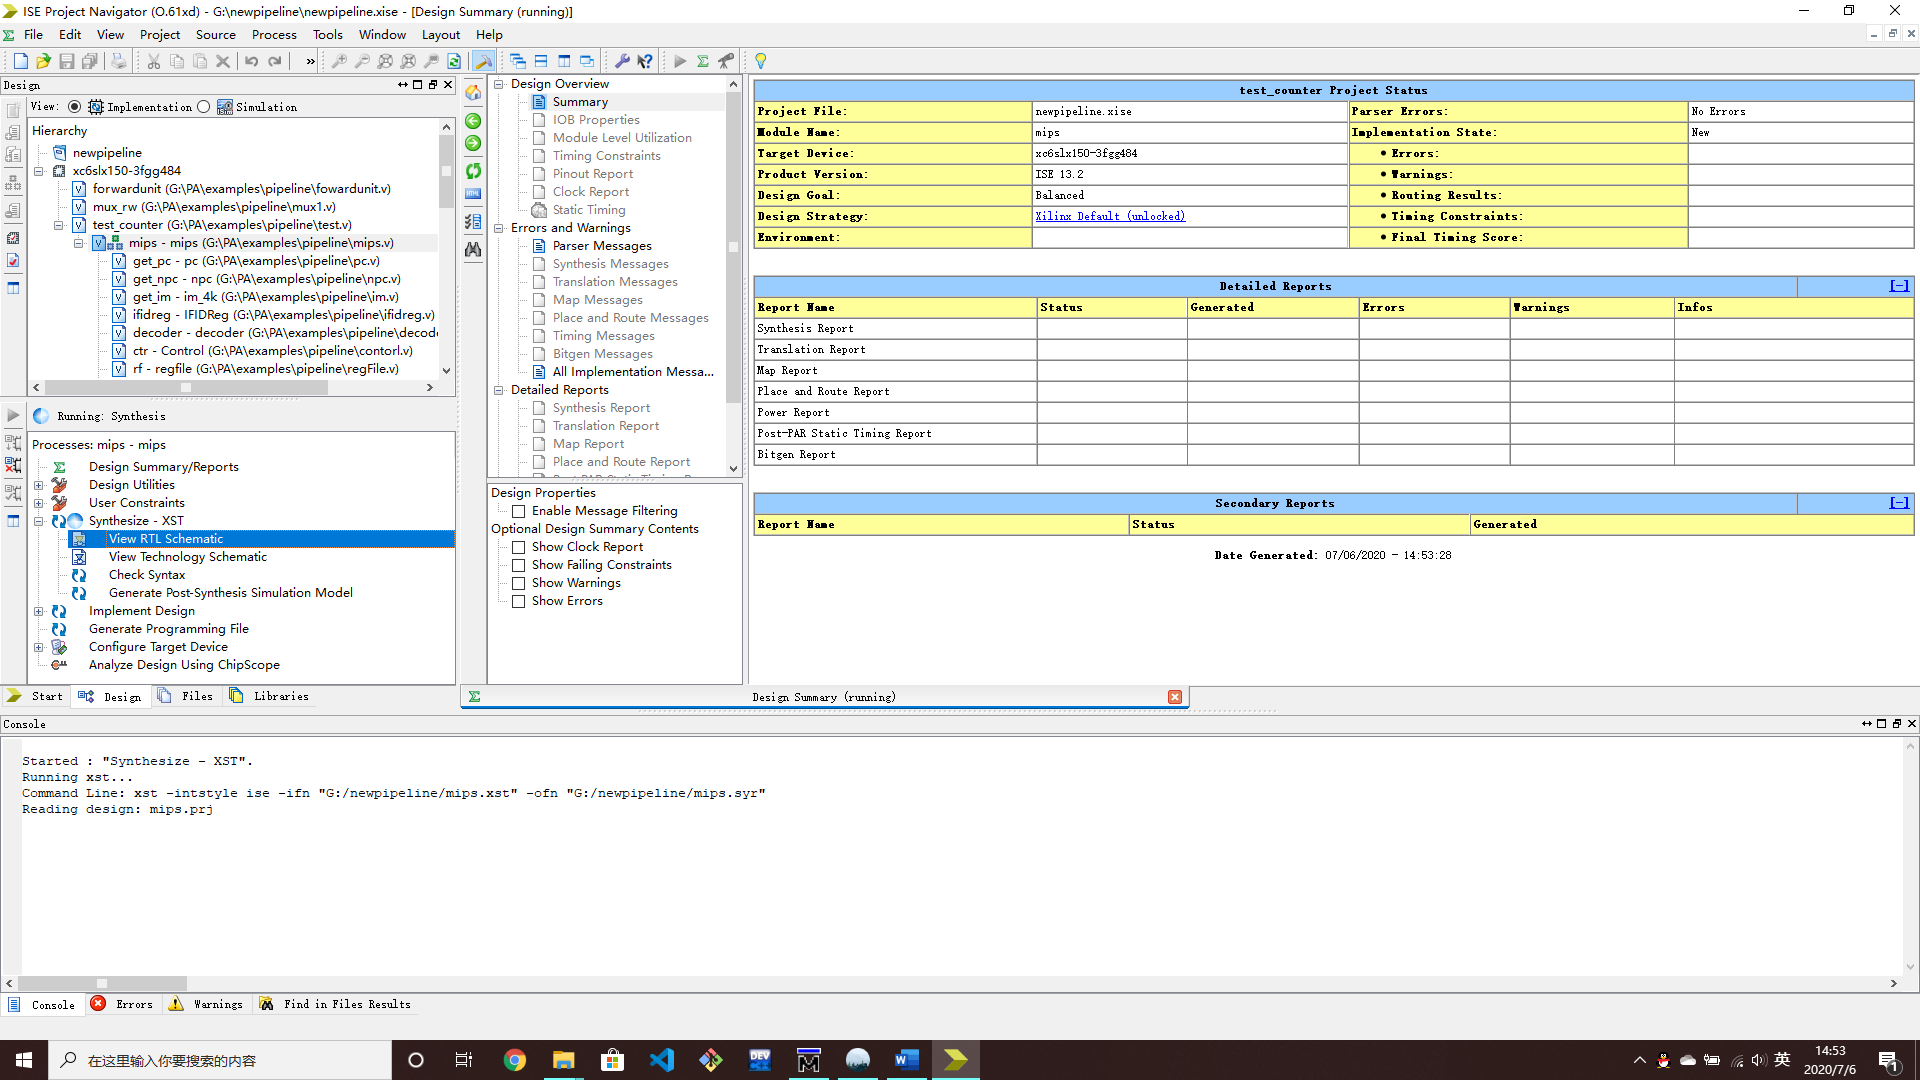 ISE Project Navigator (O.61xd) - G:\newpipeline\newpipeline.xise - [Design Summary (running)]
File Edit View Project Source Process Tools Window Layout Help
Design
View: Implementation Simulation
Hierarchy
newpipeline
xc6slx150-3fgg484
forwardunit (G:\PA\examples\pipeline\fowardunit.v)
mux_rw (G:\PA\examples\pipeline\mux1.v)
test_counter (G:\PA\examples\pipeline\test.v)
mips - mips (G:\PA\examples\pipeline\mips.v)
get_pc - pc (G:\PA\examples\pipeline\pc.v)
get_npc - npc (G:\PA\examples\pipeline\npc.v)
get_im - im_4k (G:\PA\examples\pipeline\im.v)
ifidreg - IFIDReg (G:\PA\examples\pipeline\ifidreg.v)
decoder - decoder (G:\PA\examples\pipeline\decode
ctr - Control (G:\PA\examples\pipeline\contorl.v)
rf - regfile (G:\PA\examples\pipeline\regFile.v)
Running: Synthesis
Processes: mips - mips
Design Summary/Reports
Design Utilities
User Constraints
Synthesize - XST
View RTL Schematic
View Technology Schematic
Check Syntax
Generate Post-Synthesis Simulation Model
Implement Design
Generate Programming File
Configure Target Device
Analyze Design Using ChipScope
Start Design Files Libraries
Design Overview
Summary
IOB Properties
Module Level Utilization
Timing Constraints
Pinout Report
Clock Report
Static Timing
Errors and Warnings
Parser Messages
Synthesis Messages
Translation Messages
Map Messages
Place and Route Messages
Timing Messages
Bitgen Messages
All Implementation Messa...
Detailed Reports
Synthesis Report
Translation Report
Map Report
Place and Route Report
Design Properties
Enable Message Filtering
Optional Design Summary Contents
Show Clock Report
Show Failing Constraints
Show Warnings
Show Errors
Design Summary (running)
test_counter Project Status
Project File: newpipeline.xise Parser Errors: No Errors
Module Name: mips Implementation State: New
Target Device: xc6slx150-3fgg484 • Errors:
Product Version: ISE 13.2 • Warnings:
Design Goal: Balanced • Routing Results:
Design Strategy: Xilinx Default (unlocked) • Timing Constraints:
Environment: • Final Timing Score:
Detailed Reports [-]
Report Name Status Generated Errors Warnings Infos
Synthesis Report
Translation Report
Map Report
Place and Route Report
Power Report
Post-PAR Static Timing Report
Bitgen Report
Secondary Reports [-]
Report Name Status Generated
Date Generated: 07/06/2020 - 14:53:28
Console
Started : "Synthesize - XST".
Running xst...
Command Line: xst -intstyle ise -ifn "G:/newpipeline/mips.xst" -ofn "G:/newpipeline/mips.syr"
Reading design: mips.prj
Console Errors Warnings Find in Files Results
在这里输入你要搜索的内容
DEV
英
14:53
2020/7/6
1